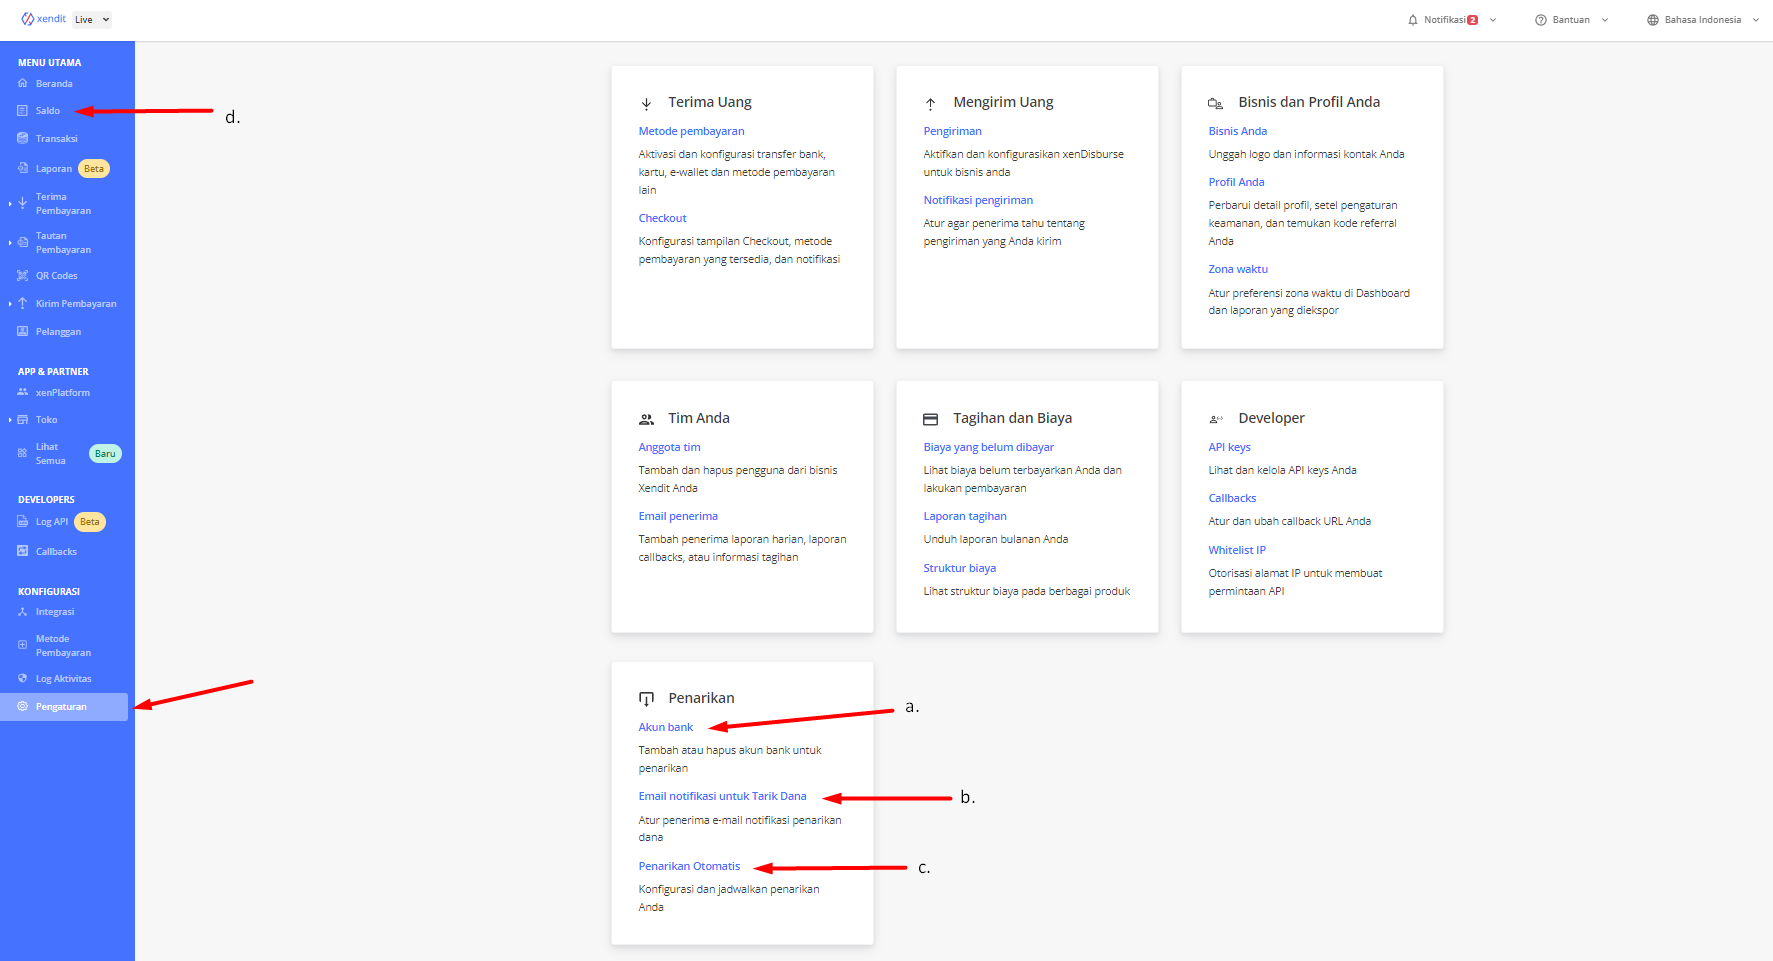 xendit Live
Notifikasi 2
Bantuan
Bahasa Indonesia
MENU UTAMA
Beranda
Saldo
d.
Transaksi
Laporan Beta
Terima
Pembayaran
Tautan
Pembayaran
QR Codes
Kirim Pembayaran
Pelanggan
APP & PARTNER
xenPlatform
Toko
Lihat
Semua
Baru
DEVELOPERS
Log API Beta
Callbacks
KONFIGURASI
Integrasi
Metode
Pembayaran
Log Aktivitas
Pengaturan
Terima Uang
Metode pembayaran
Aktivasi dan konfigurasi transfer bank,
kartu, e-wallet dan metode pembayaran
lain
Checkout
Konfigurasi tampilan Checkout, metode
pembayaran yang tersedia, dan notifikasi
Mengirim Uang
Pengiriman
Aktifkan dan konfigurasikan xenDisburse
untuk bisnis anda
Notifikasi pengiriman
Atur agar penerima tahu tentang
pengiriman yang Anda kirim
Bisnis dan Profil Anda
Bisnis Anda
Unggah logo dan informasi kontak Anda
Profil Anda
Perbarui detail profil, setel pengaturan
keamanan, dan temukan kode referral
Anda
Zona waktu
Atur preferensi zona waktu di Dashboard
dan laporan yang diekspor
Tim Anda
Anggota tim
Tambah dan hapus pengguna dari bisnis
Xendit Anda
Email penerima
Tambah penerima laporan harian, laporan
callbacks, atau informasi tagihan
Tagihan dan Biaya
Biaya yang belum dibayar
Lihat biaya belum terbayarkan Anda dan
lakukan pembayaran
Laporan tagihan
Unduh laporan bulanan Anda
Struktur biaya
Lihat struktur biaya pada berbagai produk
Developer
API keys
Lihat dan kelola API keys Anda
Callbacks
Atur dan ubah callback URL Anda
Whitelist IP
Otorisasi alamat IP untuk membuat
permintaan API
Penarikan
Akun bank
a.
Tambah atau hapus akun bank untuk
penarikan
Email notifikasi untuk Tarik Dana
b.
Atur penerima e-mail notifikasi penarikan
dana
Penarikan Otomatis
c.
Konfigurasi dan jadwalkan penarikan
Anda